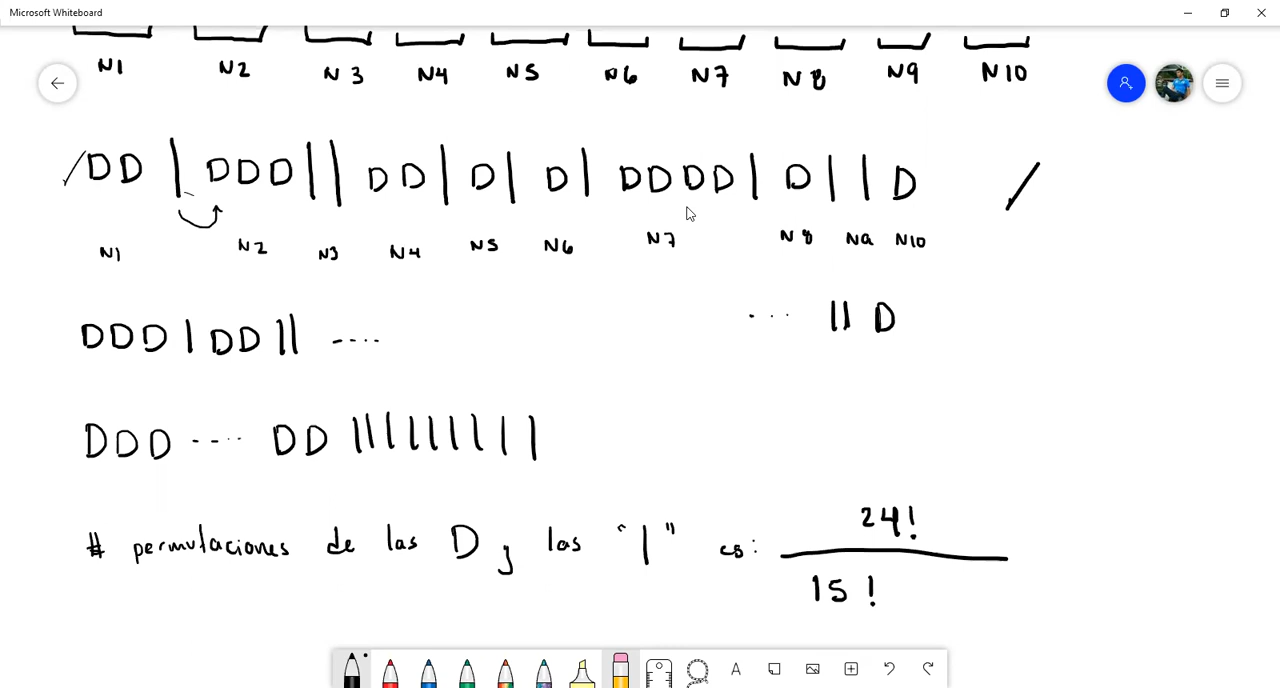 Microsoft Whiteboard
N1 N2 N3 N4 N5 N6 N7 N8 N9 N10
/DD | DDD || DD | D | D | DDDD | D | | D /
N1 N2 N3 N4 N5 N6 N7 N8 N9 N10
... || D
DDD | DD || ....
DDD .... DD |||||||||
# permutaciones de las D y las "|" es: 24!
15!
A